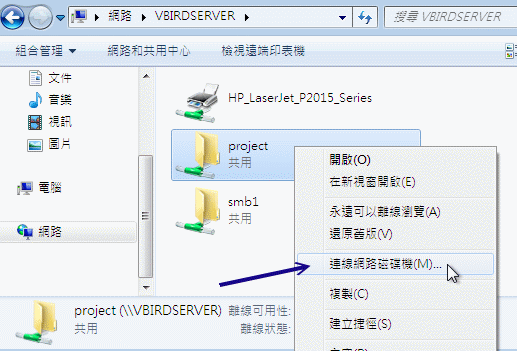 網路 ▸ VBIRDSERVER ▸
搜尋 VBIRDSERVER
組合管理 ▼ 網路和共用中心 檢視遠端印表機
文件
音樂
視訊
圖片
電腦
網路
HP_LaserJet_P2015_Series
project
共用
smb1
共用
開啟(O)
在新視窗開啟(E)
永遠可以離線瀏覽(A)
還原舊版(V)
連線網路磁碟機(M)...
複製(C)
建立捷徑(S)
project (\\VBIRDSERVER) 離線可用性:
共用 離線狀態: